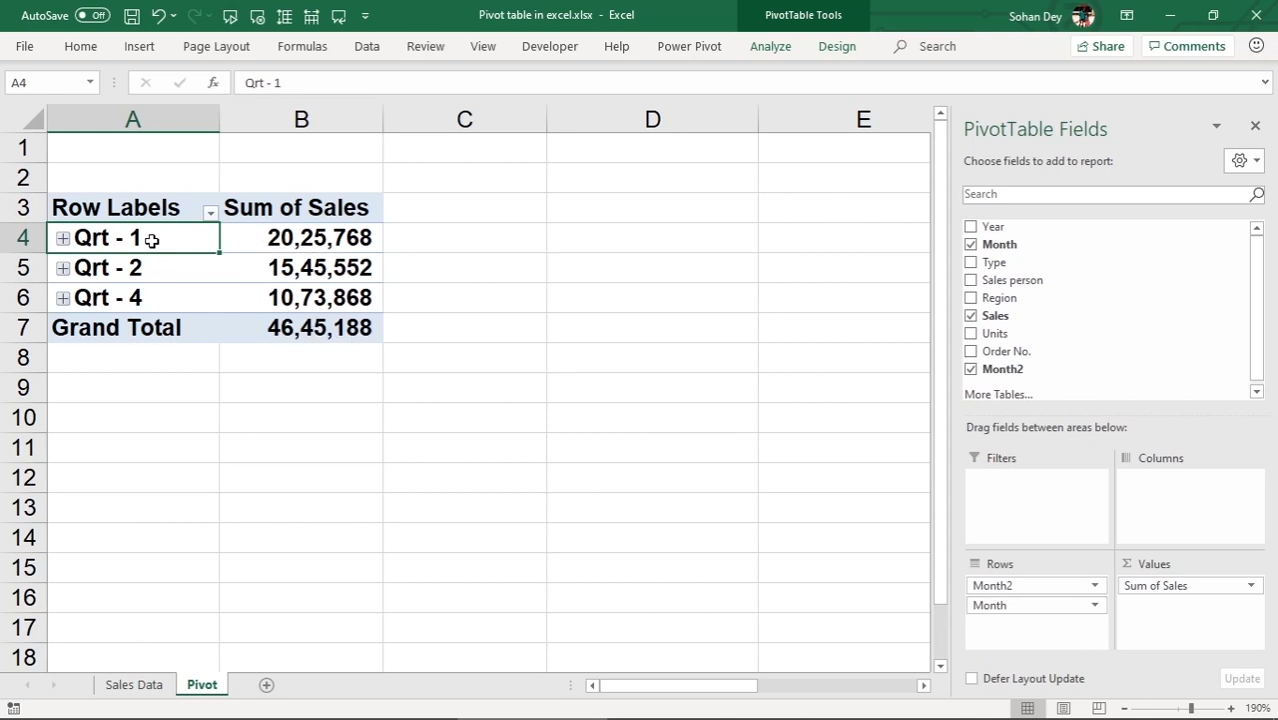 AutoSave Off Pivot table in excel.xlsx - Excel PivotTable Tools Sohan Dey
File Home Insert Page Layout Formulas Data Review View Developer Help Power Pivot Analyze Design Search Share Comments
A4 fx Qrt - 1
A B C D E
1
2
3 Row Labels Sum of Sales
4 Qrt - 1 20,25,768
5 Qrt - 2 15,45,552
6 Qrt - 4 10,73,868
7 Grand Total 46,45,188
8
9
10
11
12
13
14
15
16
17
18
PivotTable Fields
Choose fields to add to report:
Search
Year
Month
Type
Sales person
Region
Sales
Units
Order No.
Month2
More Tables...
Drag fields between areas below:
Filters Columns
Rows Σ Values
Month2 Sum of Sales
Month
Defer Layout Update Update
Sales Data Pivot
190%